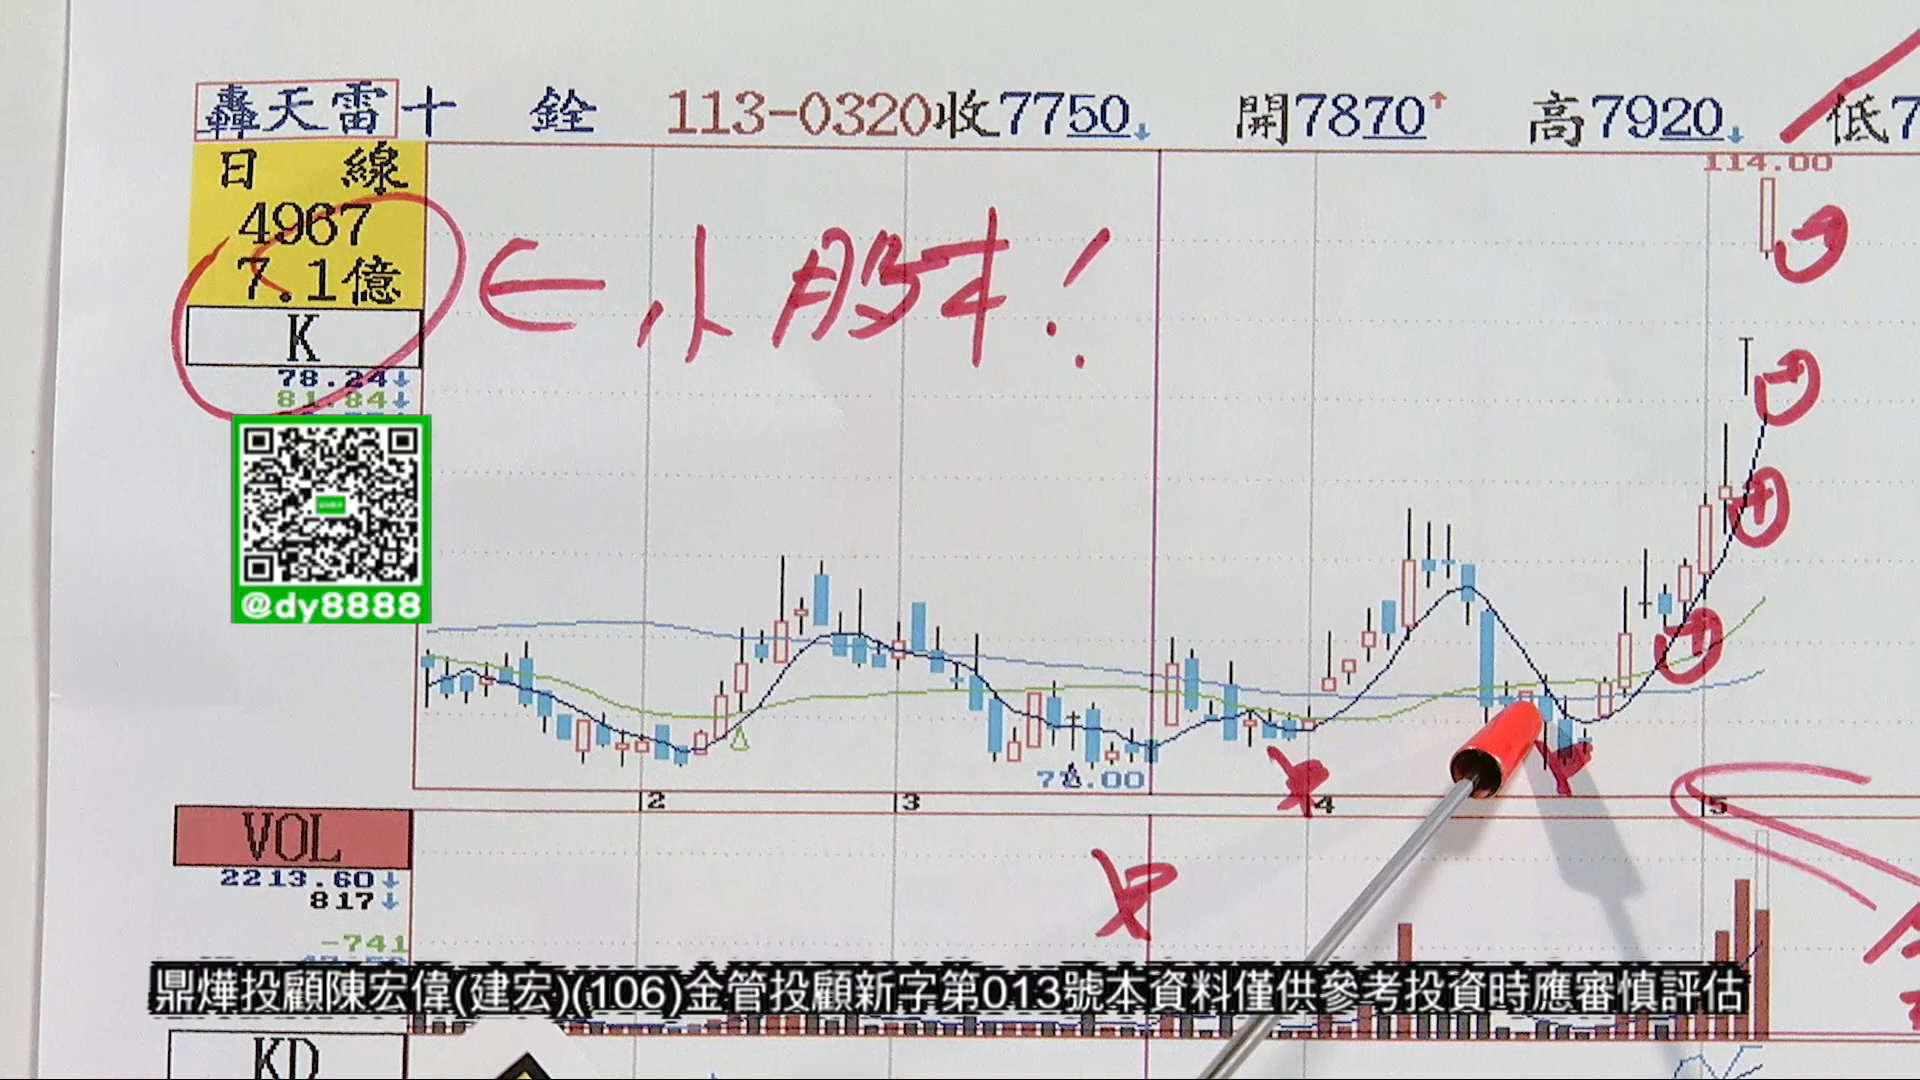 轟天雷十 銓 113-0320收7750↓ 開7870↑ 高7920↓ 低7
日 線
4967
7.1億
K
78.24↓
81.84↓
←小股本!
114.00
@dy8888
2 3 4 5
VOL
2213.60↓
817↓
-741
鼎燁投顧陳宏偉(建宏)(106)金管投顧新字第013號本資料僅供參考投資時應審慎評估
KD